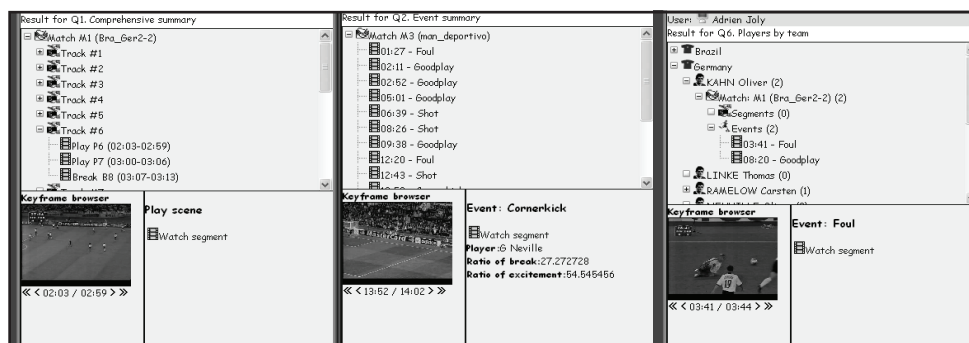 Result for Q1. Comprehensive summary
Match M1 (Bra_Ger2-2)
Track #1
Track #2
Track #3
Track #4
Track #5
Track #6
Play P6 (02:03-02:59)
Play P7 (03:00-03:06)
Break B8 (03:07-03:13)
Keyframe browser
« < 02:03 / 02:59 > »
Play scene
Watch segment
Result for Q2. Event summary
Match M3 (man_deportivo)
01:27 - Foul
02:11 - Goodplay
02:52 - Goodplay
05:01 - Goodplay
06:39 - Shot
08:26 - Shot
09:38 - Goodplay
12:20 - Foul
12:43 - Shot
Keyframe browser
« < 13:52 / 14:02 > »
Event: Cornerkick
Watch segment
Player:G Neville
Ratio of break:27.272728
Ratio of excitement:54.545456
User: Adrien Joly
Result for Q6. Players by team
Brazil
Germany
KAHN Oliver (2)
Match: M1 (Bra_Ger2-2) (2)
Segments (0)
Events (2)
03:41 - Foul
08:20 - Goodplay
LINKE Thomas (0)
RAMELOW Carsten (1)
Keyframe browser
« < 03:41 / 03:44 > »
Event: Foul
Watch segment